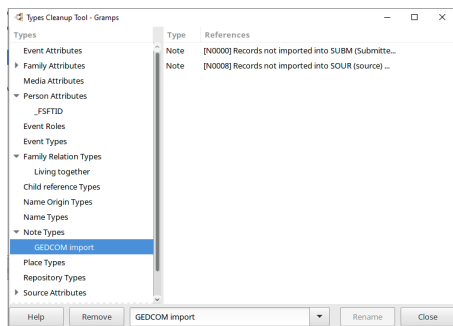 Types Cleanup Tool - Gramps
Types Type References
Event Attributes Note [N0000] Records not imported into SUBM (Submitte...
Family Attributes Note [N0008] Records not imported into SOUR (source) ...
Media Attributes
Person Attributes
_FSFTID
Event Roles
Event Types
Family Relation Types
Living together
Child reference Types
Name Origin Types
Name Types
Note Types
GEDCOM import
Place Types
Repository Types
Source Attributes
Help Remove GEDCOM import Rename Close